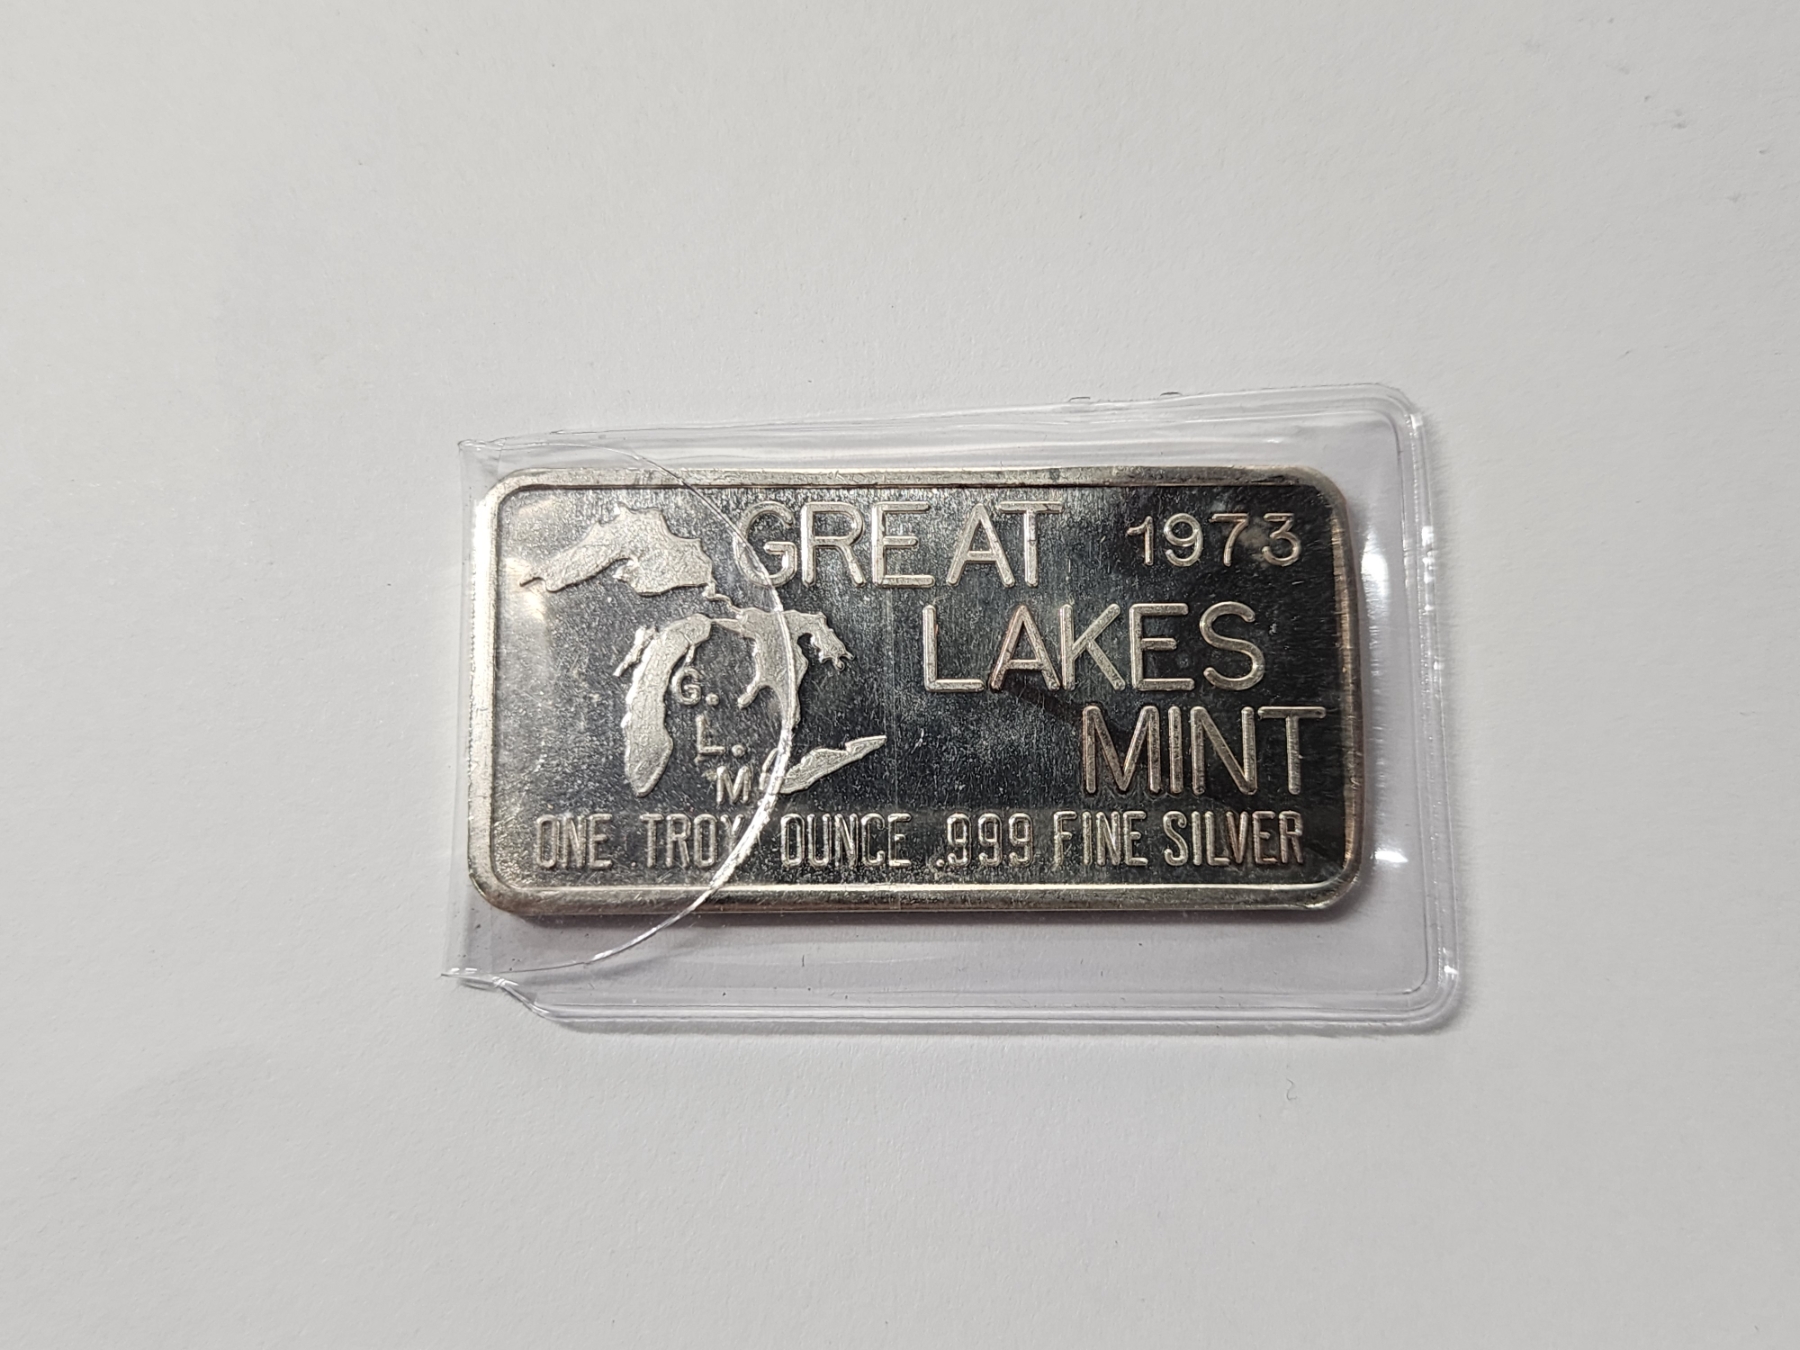 GREAT 1973
LAKES
MINT
G.
L.
M.
ONE TROY OUNCE .999 FINE SILVER